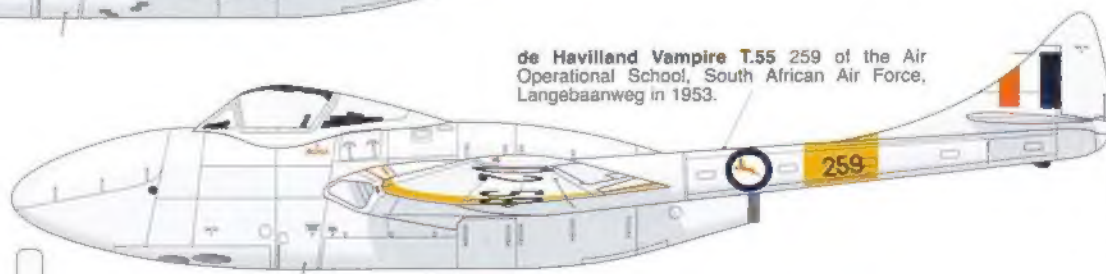 de Havilland Vampire T.55 259 of the Air
Operational School, South African Air Force,
Langebaanweg in 1953.
259